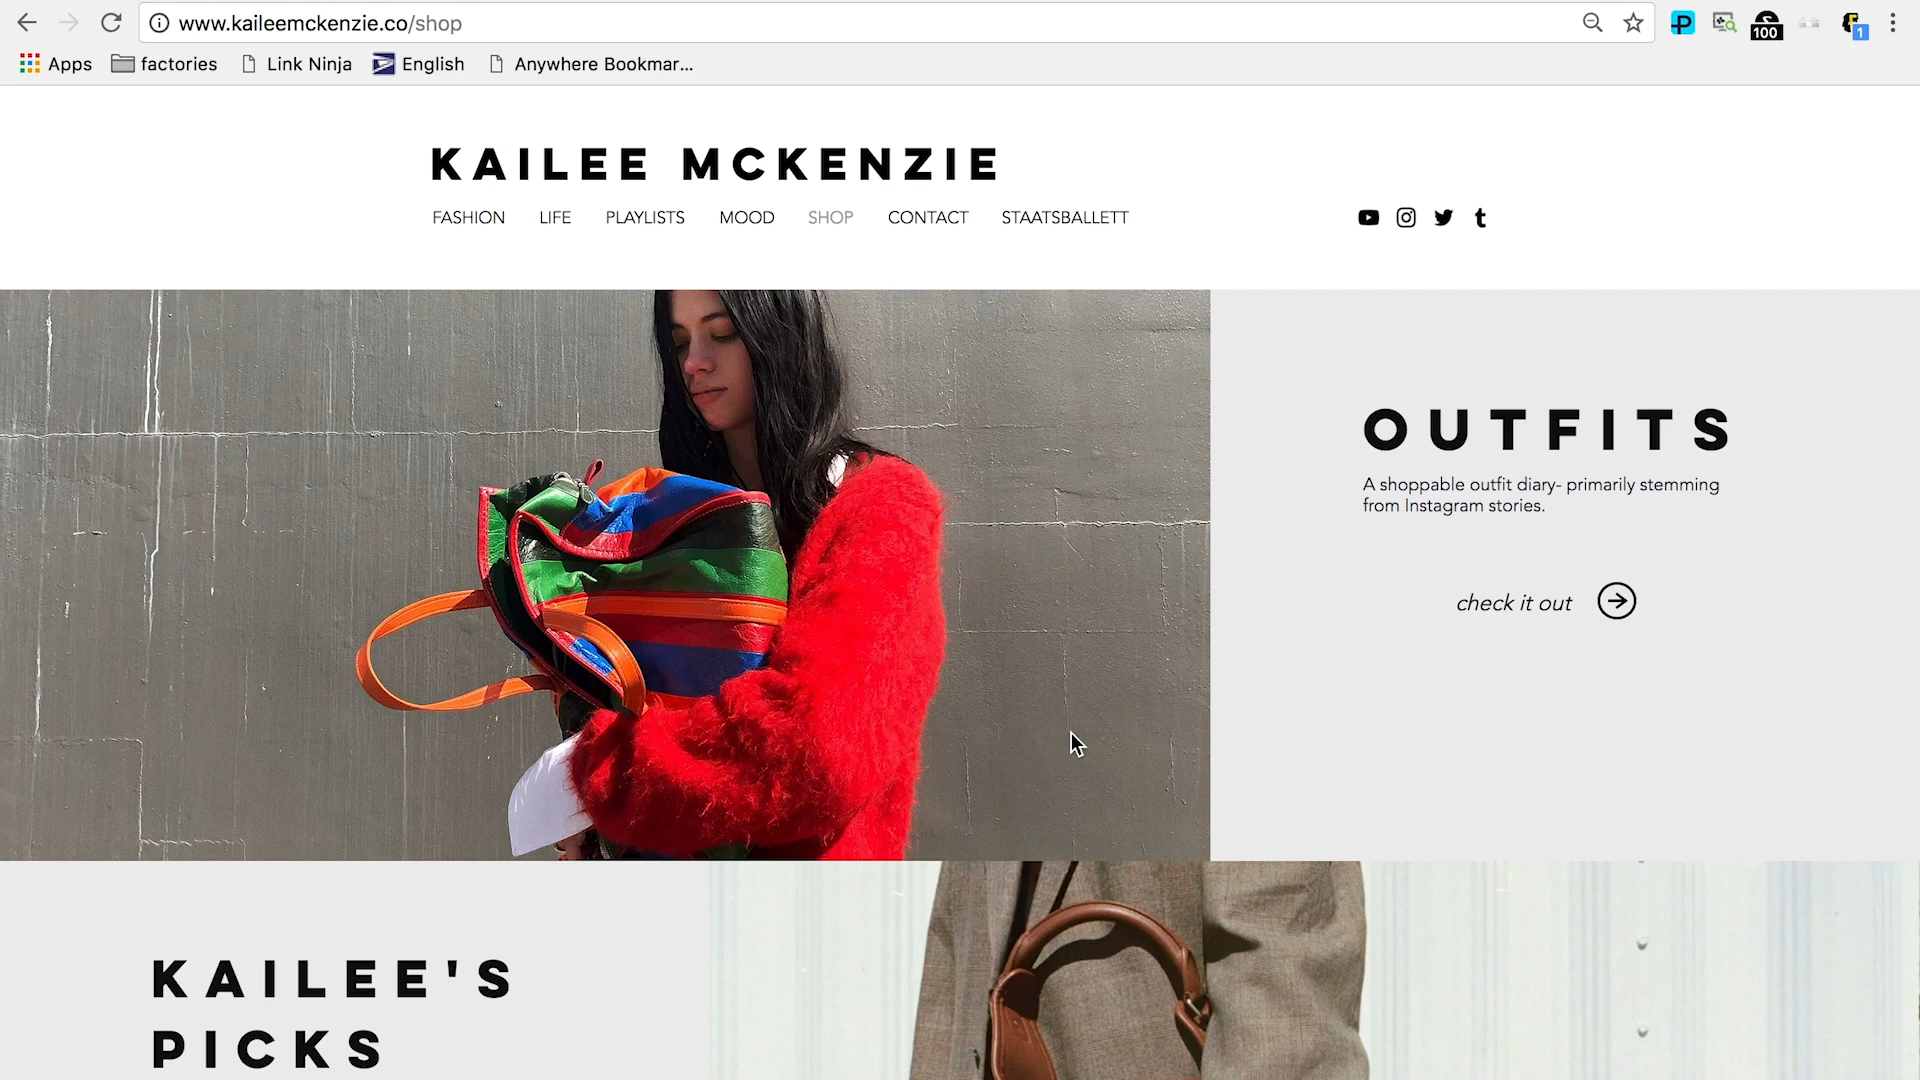 www.kaileemckenzie.co/shop
100
1
Apps
factories
Link Ninja
English
Anywhere Bookmar...
KAILEE MCKENZIE
FASHION
LIFE
PLAYLISTS
MOOD
SHOP
CONTACT
STAATSBALLETT
OUTFITS
A shoppable outfit diary- primarily stemming
from Instagram stories.
check it out
KAILEE'S
PICKS